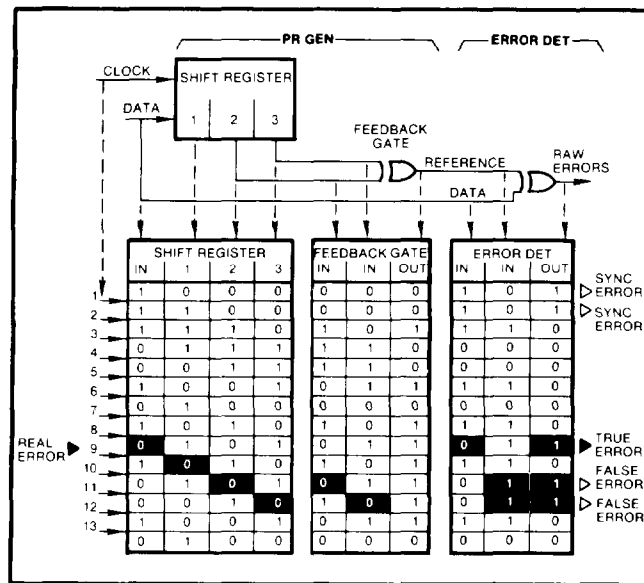 PR GEN ERROR DET
CLOCK SHIFT REGISTER
DATA 1 2 3
FEEDBACK
GATE
REFERENCE
RAW
ERRORS
DATA
SHIFT REGISTER FEEDBACK GATE ERROR DET
IN 1 2 3 IN IN OUT IN IN OUT
1 0 0 0 0 0 0 1 0 1 SYNC ERROR
1
1 1 0 0 0 0 0 1 0 1 SYNC ERROR
2
1 1 1 0 1 0 1 1 1 0
3
0 1 1 1 1 1 0 0 0 0
4
0 0 1 1 1 1 0 0 0 0
5
1 0 0 1 0 1 1 1 1 0
6
0 1 0 0 0 0 0 0 0 0
7
1 0 1 0 1 0 1 1 1 0
8
REAL ERROR 0 1 0 1 0 1 1 0 1 1 TRUE ERROR
9
1 0 1 0 1 0 1 1 1 0
10
0 1 0 1 0 1 1 0 1 1 FALSE ERROR
11
0 0 1 0 1 0 1 0 1 1 FALSE ERROR
12
1 0 0 1 0 1 1 1 1 0
13
0 1 0 0 0 0 0 0 0 0